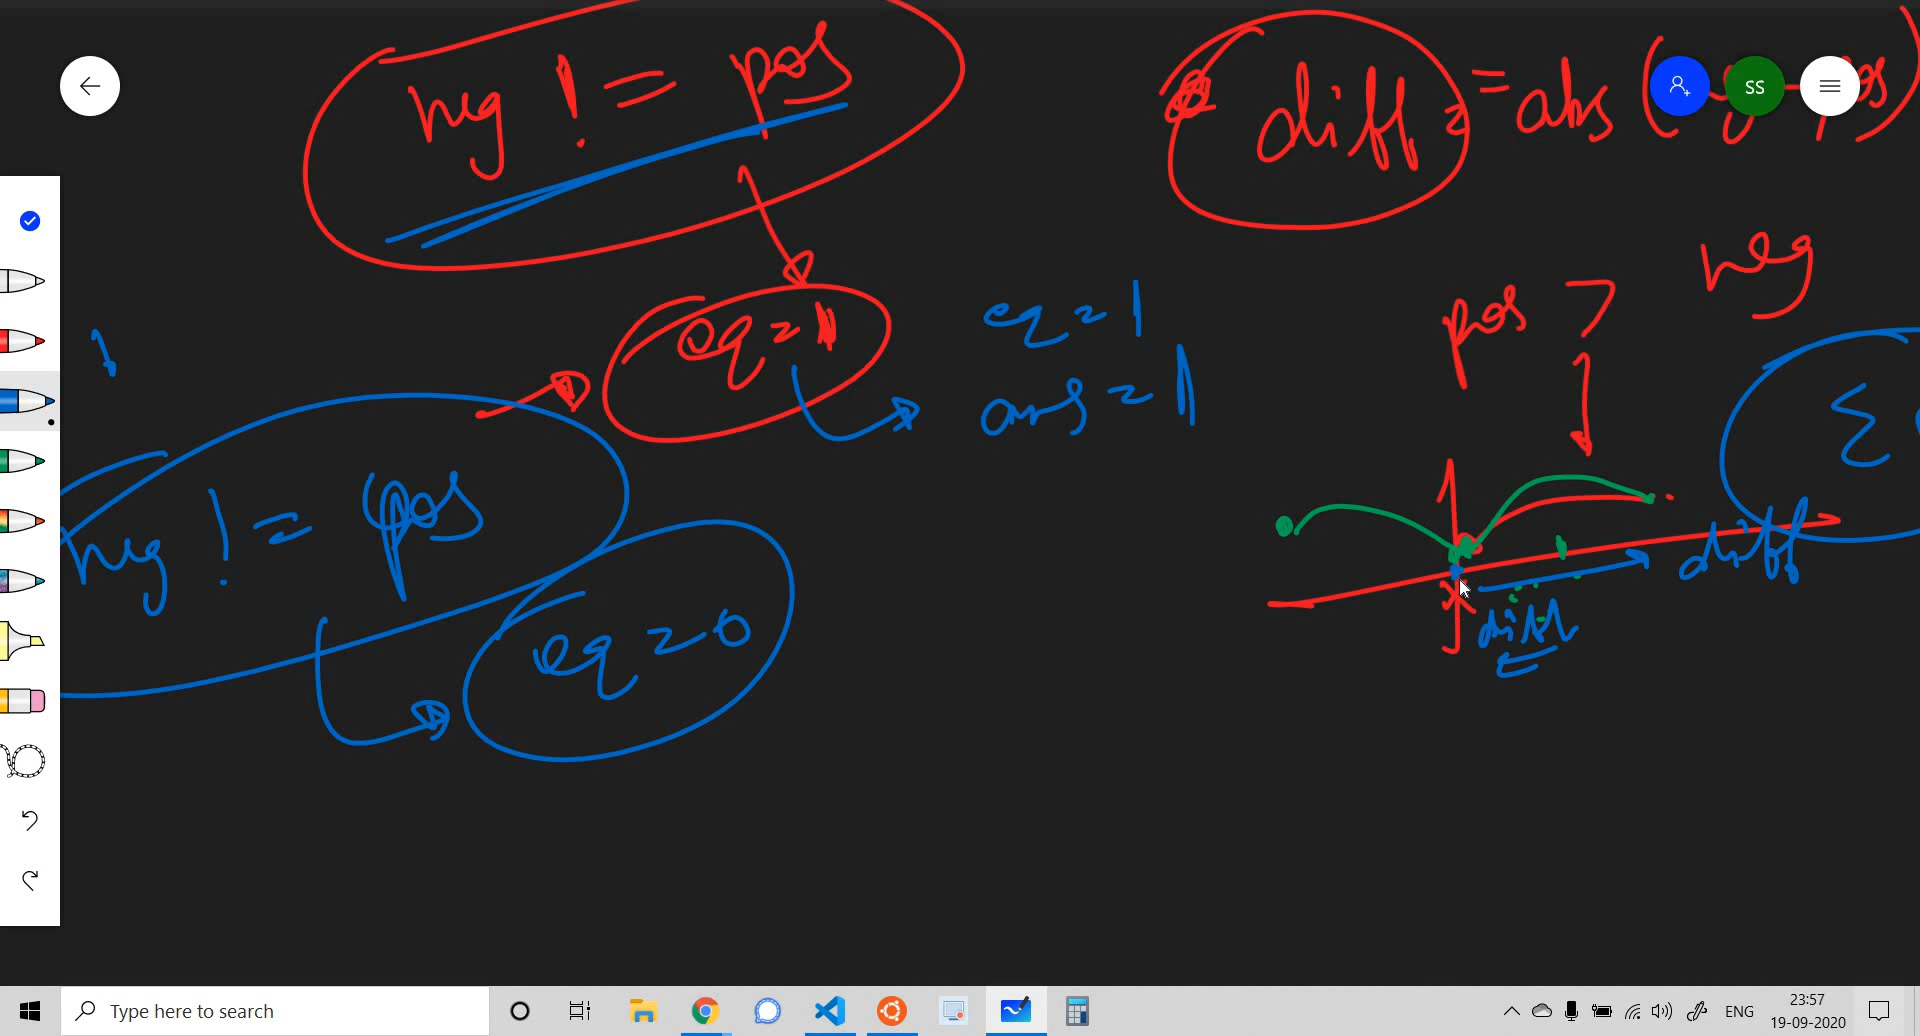 neg != pos
diff = abs(
SS
neg
pos >
eq = 1
eq = 1
ans = 1
neg != pos
diff
diff
eq = 0
Type here to search
ENG
23:57
19-09-2020